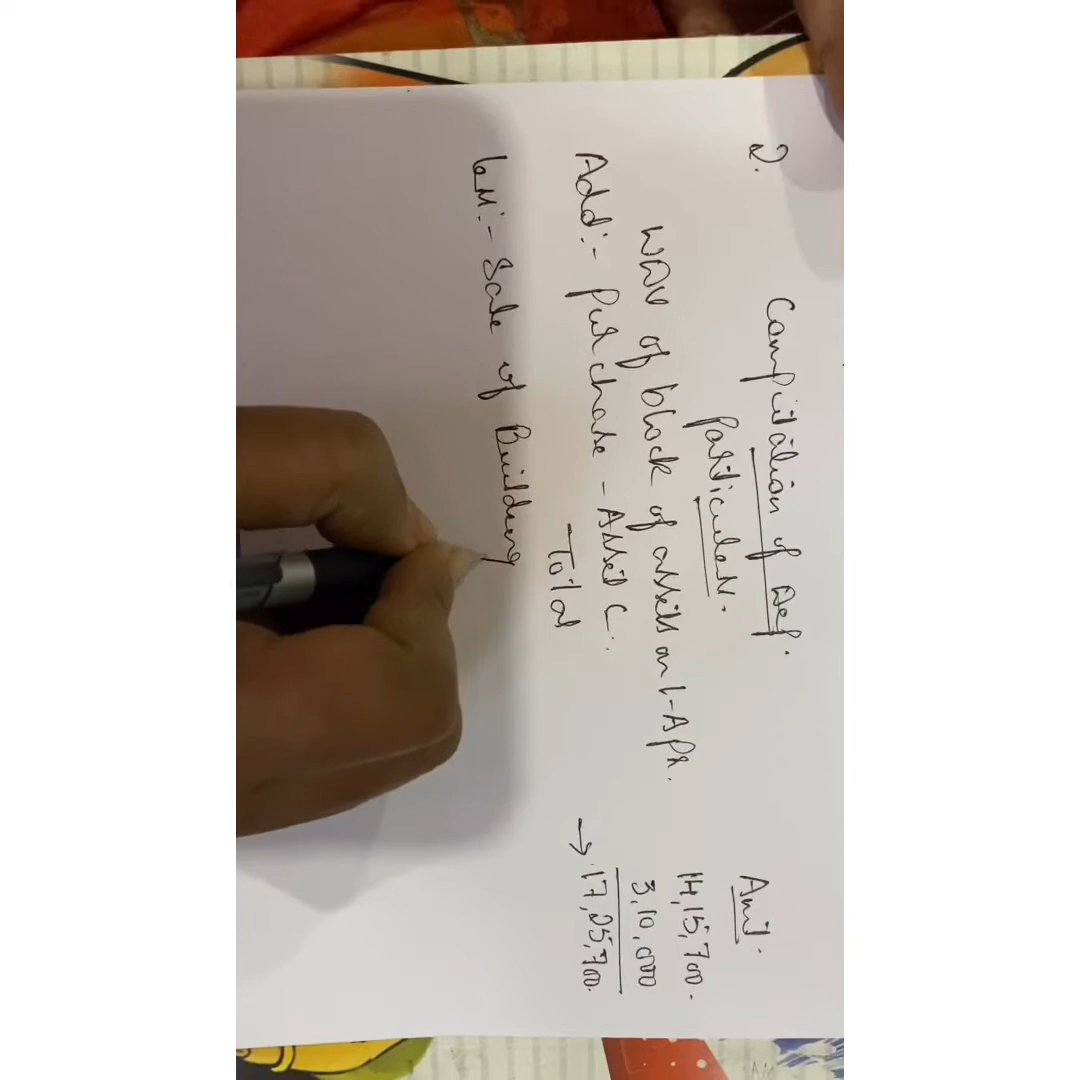 2.
Computation of Dep.
Particulars. Amt.
WDV of block of assets on 1-Apr. 14,15,700.
Add:- Purchase - Asset C. 3,10,000
Total → 17,25,700.
Less:- Sale of Building